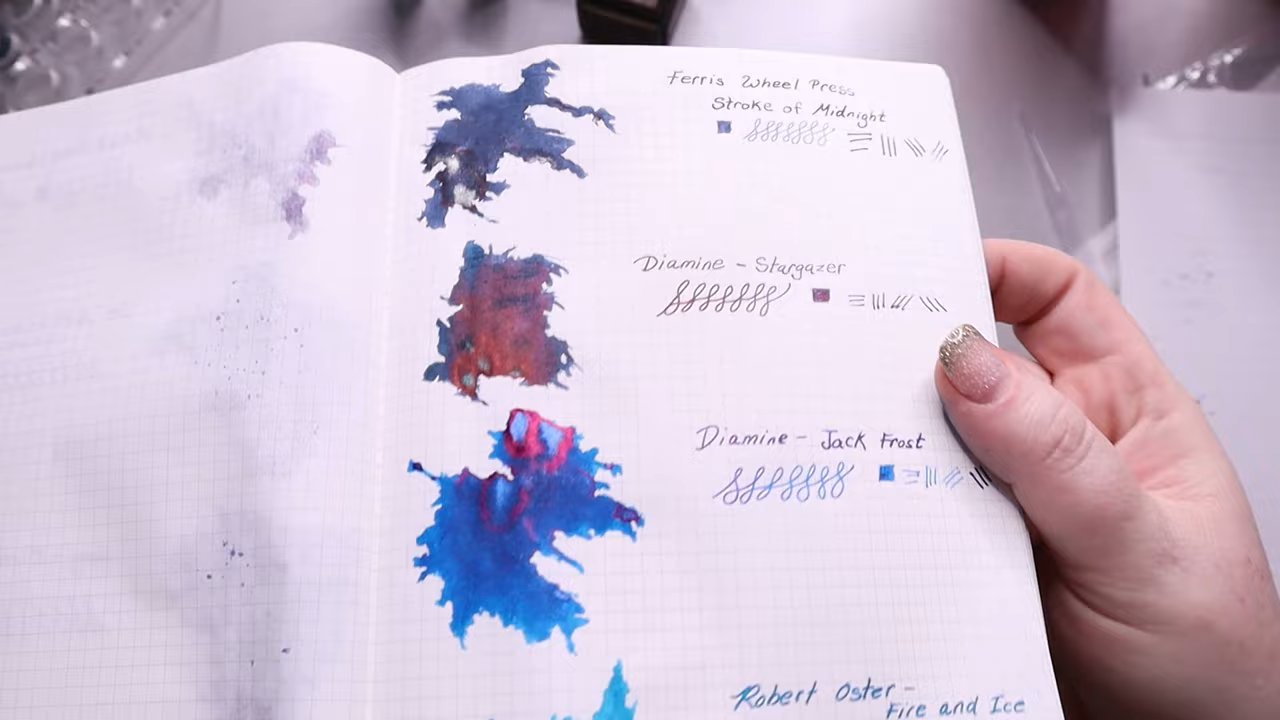 Ferris Wheel Press
Stroke of Midnight
Diamine - Stargazer
Diamine - Jack Frost
Robert Oster -
Fire and Ice